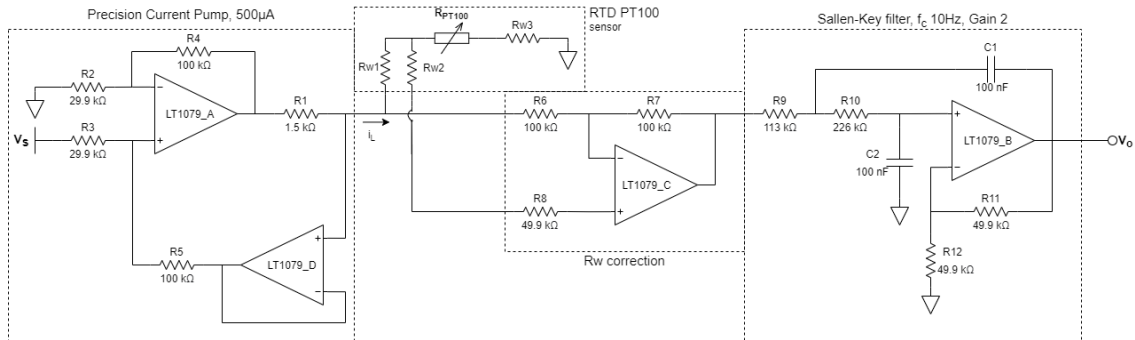 Precision Current Pump, 500µA
RTD PT100
sensor
Sallen-Key filter, fc 10Hz, Gain 2
R4
100 kΩ
R2
29.9 kΩ
Vs
R3
29.9 kΩ
LT1079_A
R1
1.5 kΩ
iL
R5
100 kΩ
LT1079_D
RPT100
Rw3
Rw1
Rw2
R6
100 kΩ
R7
100 kΩ
LT1079_C
R8
49.9 kΩ
Rw correction
R9
113 kΩ
R10
226 kΩ
C1
100 nF
C2
100 nF
LT1079_B
R11
49.9 kΩ
R12
49.9 kΩ
Vo